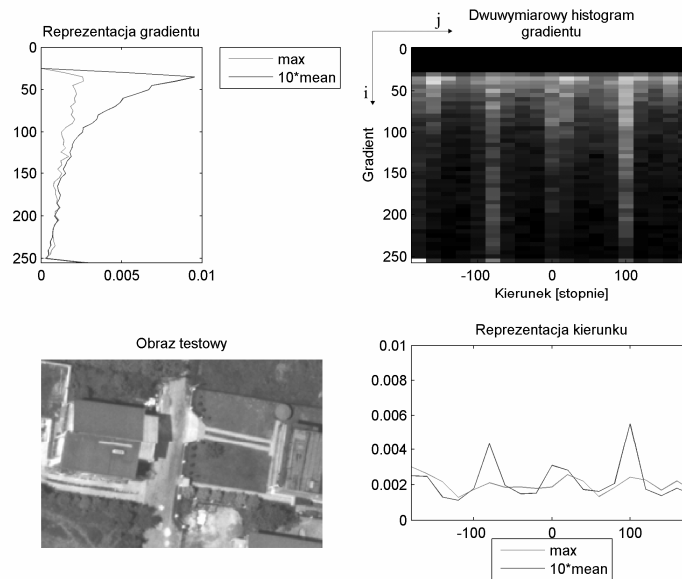 Reprezentacja gradientu
0
50
100
150
200
250
0
0.005
0.01
max
10*mean
Dwuwymiarowy histogram
gradientu
j
i
Gradient
0
50
100
150
200
250
-100
0
100
Kierunek [stopnie]
Obraz testowy
Reprezentacja kierunku
0.01
0.008
0.006
0.004
0.002
0
-100
0
100
max
10*mean